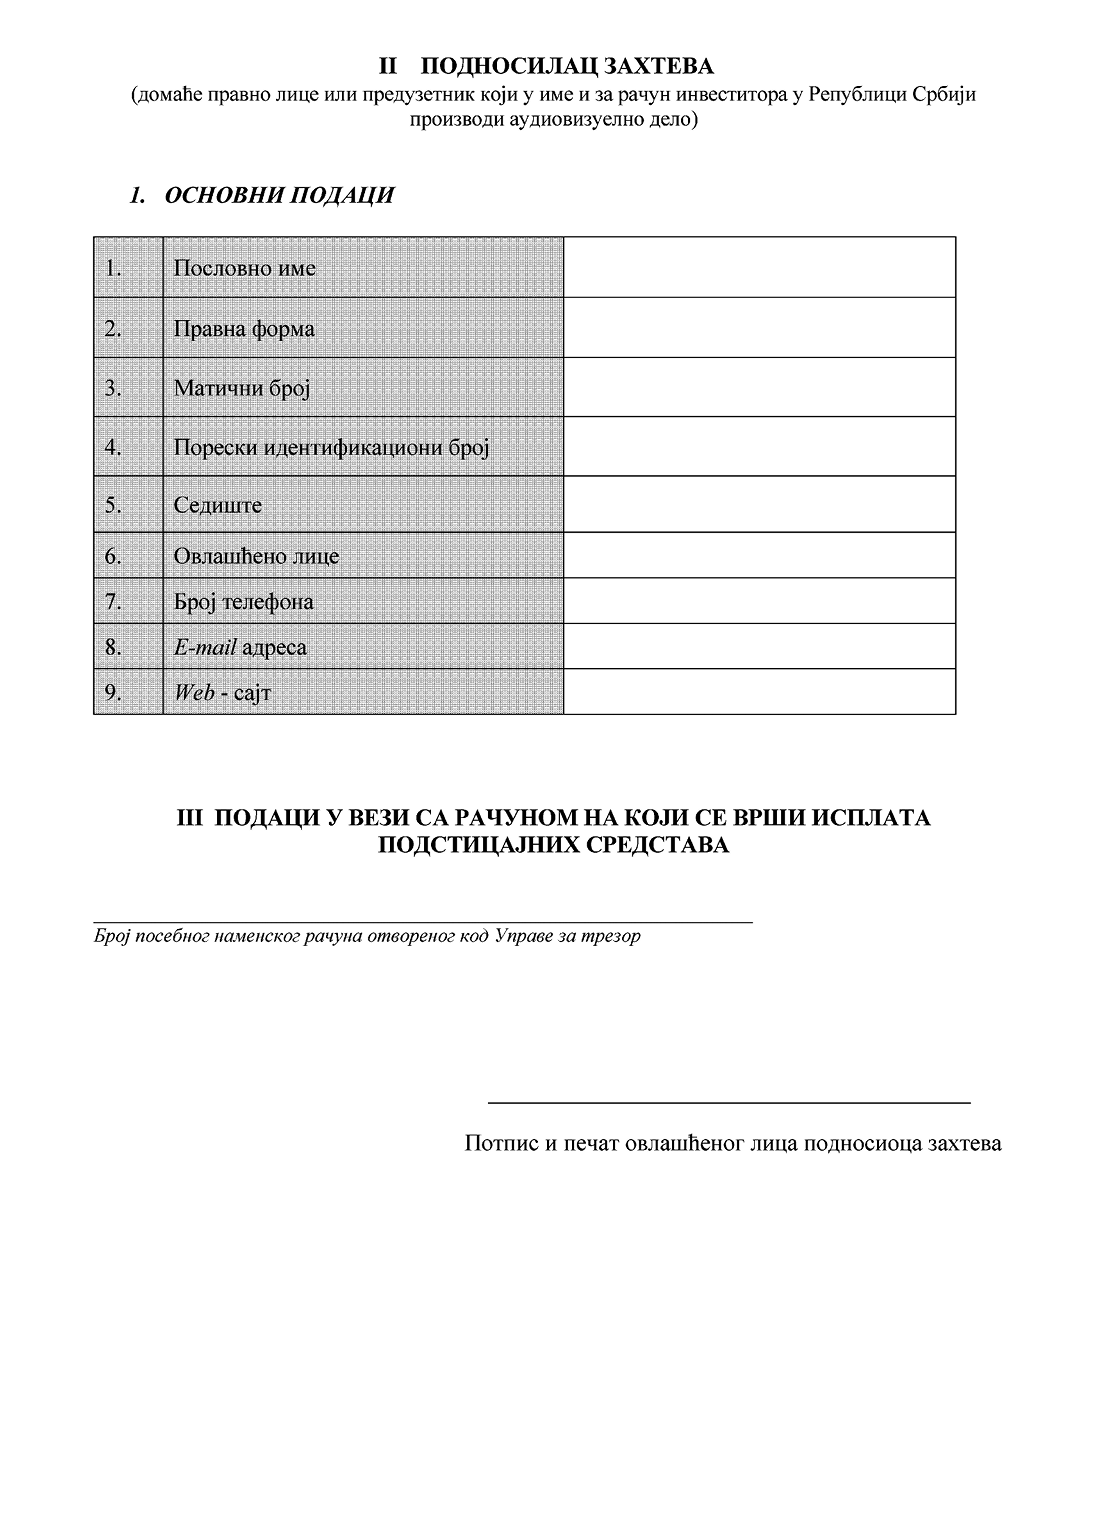 II ПОДНОСИЛАЦ ЗАХТЕВА
(домаће правно лице или предузетник који у име и за рачун инвеститора у Републици Србији
производи аудиовизуелно дело)
1. ОСНОВНИ ПОДАЦИ
1. Пословно име
2. Правна форма
3. Матични број
4. Порески идентификациони број
5. Седиште
6. Овлашћено лице
7. Број телефона
8. E-mail адреса
9. Web - сајт
III ПОДАЦИ У ВЕЗИ СА РАЧУНОМ НА КОЈИ СЕ ВРШИ ИСПЛАТА
ПОДСТИЦАЈНИХ СРЕДСТАВА
Број посебног наменског рачуна отвореног код Управе за трезор
Потпис и печат овлашћеног лица подносиоца захтева